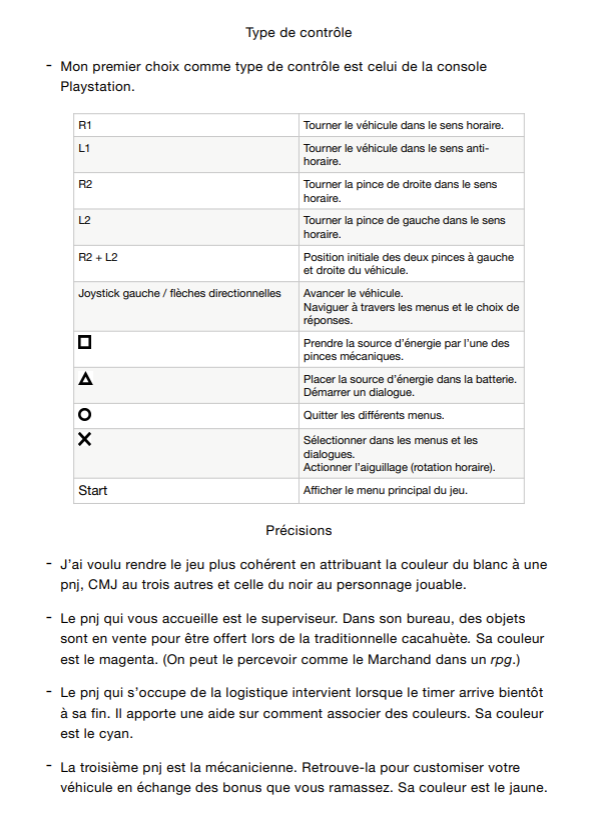 Type de contrôle
- Mon premier choix comme type de contrôle est celui de la console
Playstation.
R1
Tourner le véhicule dans le sens horaire.
L1
Tourner le véhicule dans le sens anti-
horaire.
R2
Tourner la pince de droite dans le sens
horaire.
L2
Tourner la pince de gauche dans le sens
horaire.
R2 + L2
Position initiale des deux pinces à gauche
et droite du véhicule.
Joystick gauche / flèches directionnelles
Avancer le véhicule.
Naviguer à travers les menus et le choix de
réponses.
Prendre la source d'énergie par l'une des
pinces mécaniques.
Placer la source d'énergie dans la batterie.
Démarrer un dialogue.
Quitter les différents menus.
Sélectionner dans les menus et les
dialogues.
Actionner l'aiguillage (rotation horaire).
Start
Afficher le menu principal du jeu.
Précisions
- J'ai voulu rendre le jeu plus cohérent en attribuant la couleur du blanc à une
pnj, CMJ au trois autres et celle du noir au personnage jouable.
- Le pnj qui vous accueille est le superviseur. Dans son bureau, des objets
sont en vente pour être offert lors de la traditionnelle cacahuète. Sa couleur
est le magenta. (On peut le percevoir comme le Marchand dans un rpg.)
- Le pnj qui s'occupe de la logistique intervient lorsque le timer arrive bientôt
à sa fin. Il apporte une aide sur comment associer des couleurs. Sa couleur
est le cyan.
- La troisième pnj est la mécanicienne. Retrouve-la pour customiser votre
véhicule en échange des bonus que vous ramassez. Sa couleur est le jaune.